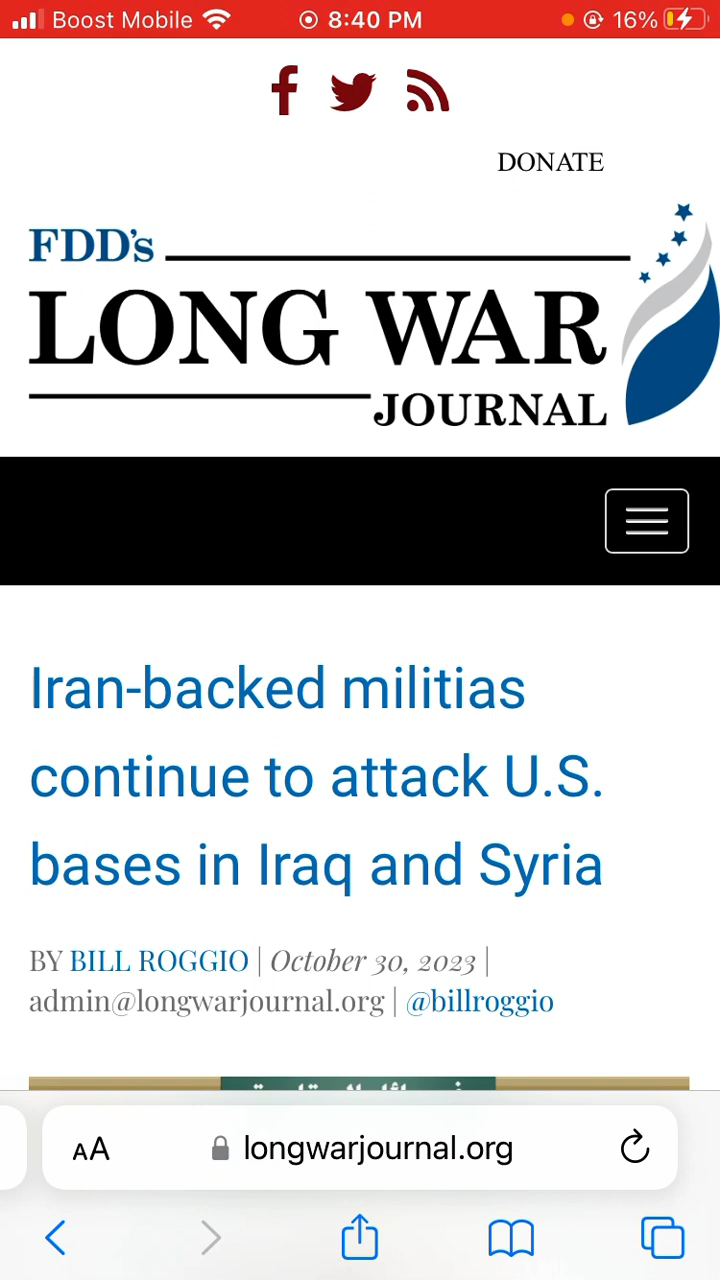 Boost Mobile 8:40 PM 16%
DONATE
FDD's
LONG WAR
JOURNAL
Iran-backed militias
continue to attack U.S.
bases in Iraq and Syria
BY BILL ROGGIO | October 30, 2023 |
admin@longwarjournal.org | @billroggio
AA longwarjournal.org